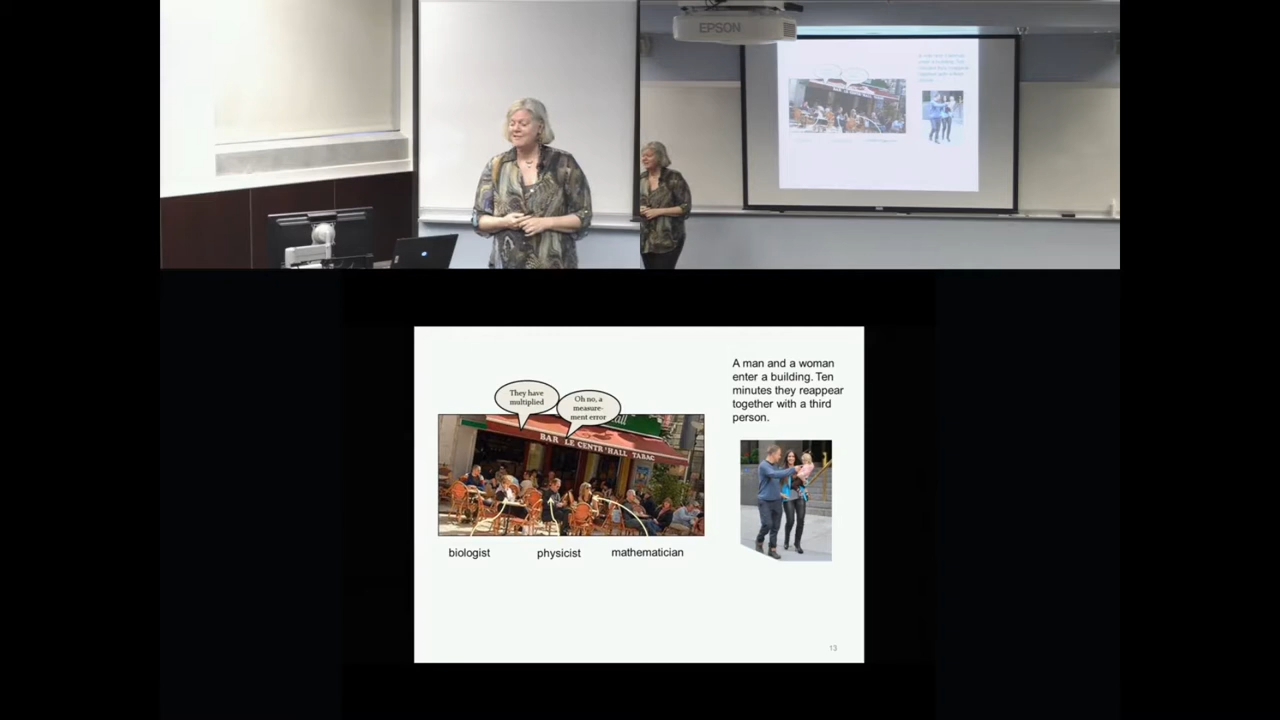 EPSON
They have
multiplied
Oh no, a
measure-
ment error
BAR LE CENTR'HALL TABAC
A man and a woman
enter a building. Ten
minutes they reappear
together with a third
person.
biologist
physicist
mathematician
13